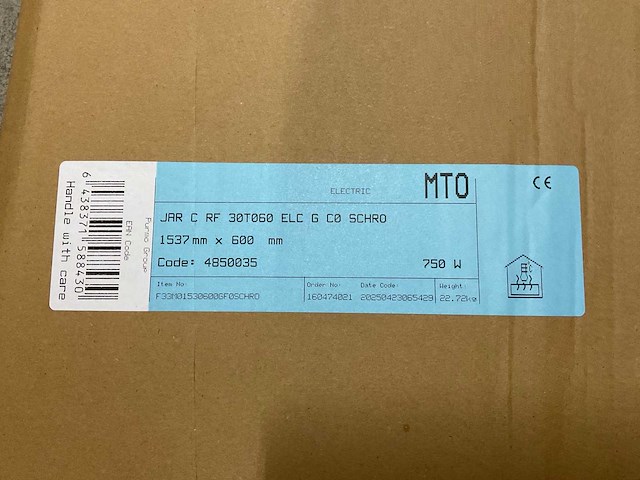 ELECTRIC MTO
CE
JAR C RF 30T060 ELC G C0 SCHRO
1537mm x 600 mm
Code: 4850035 750 W
Item No: Order No: Date Code: Weight:
F33M01530600GF0SCHRO 160474021 20250423065429 22.72kg
Purmo Group
EAN Code
6 438371 588430
Handle with care